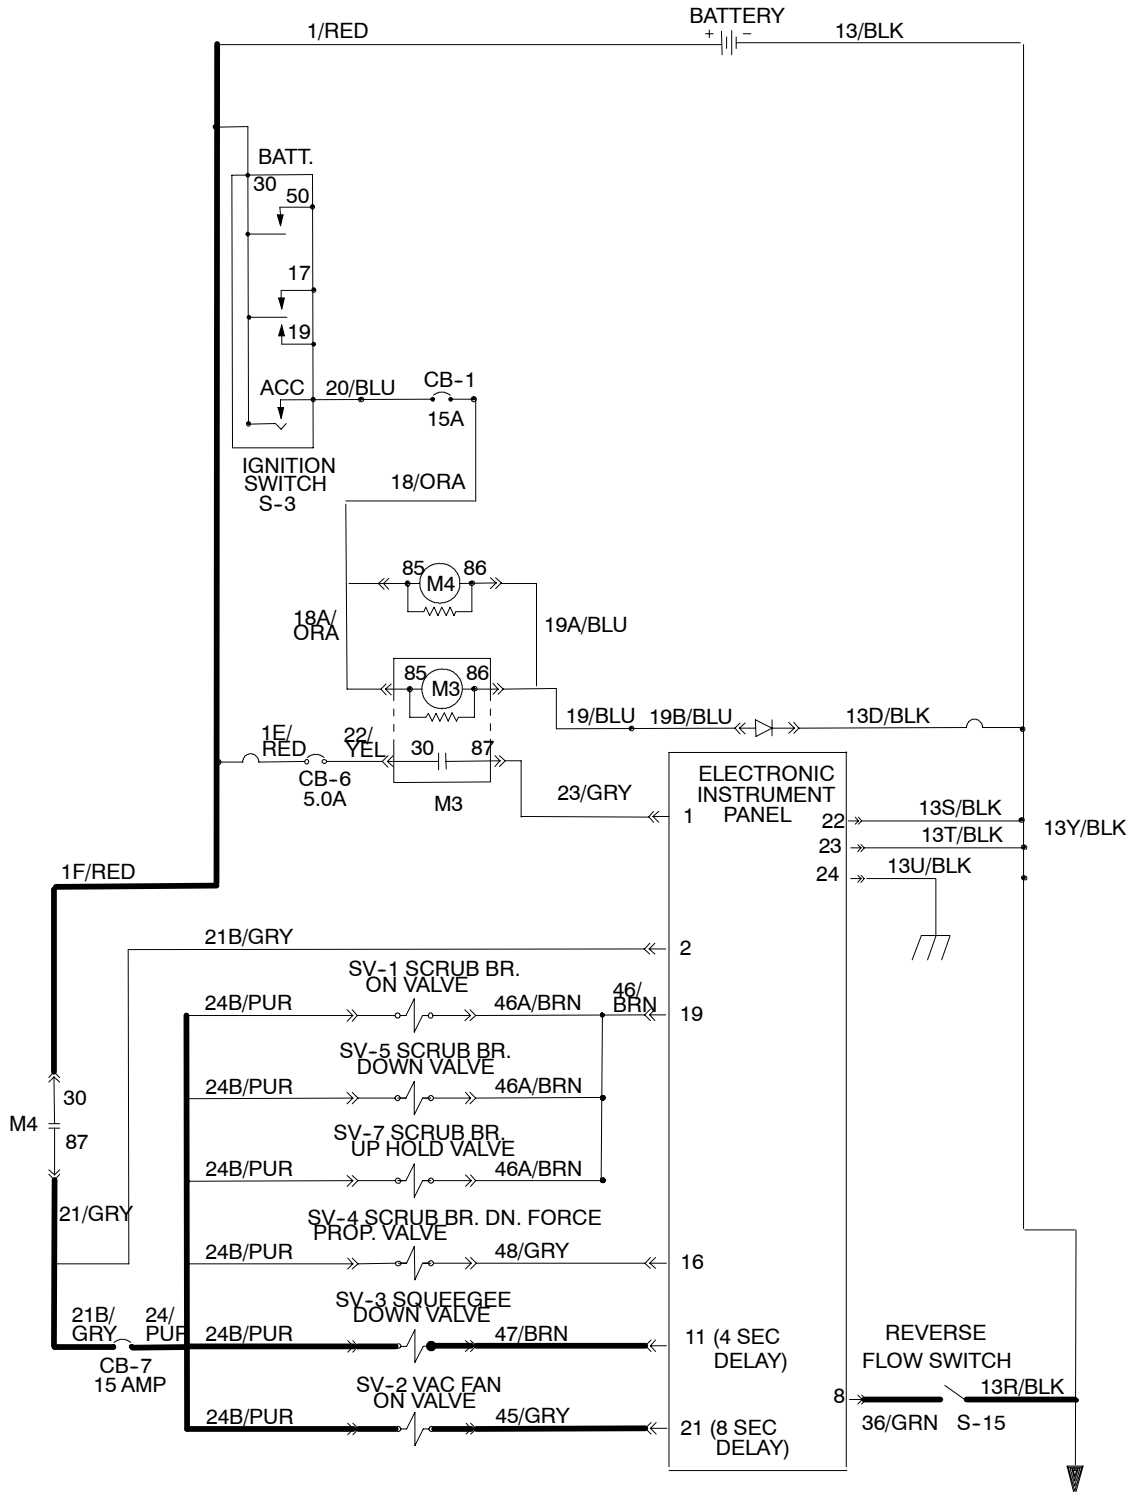 BATTERY
1/RED
+
−
13/BLK
BATT.
30
50
17
19
ACC
20/BLU
CB-1
15A
IGNITION
SWITCH
S-3
18/ORA
85
M4
86
18A/
ORA
19A/BLU
85
M3
86
19/BLU
19B/BLU
13D/BLK
1E/
RED
22/
YEL
30
87
CB-6
5.0A
M3
23/GRY
ELECTRONIC
INSTRUMENT
PANEL
1
22
13S/BLK
13Y/BLK
23
13T/BLK
24
13U/BLK
1F/RED
21B/GRY
2
SV-1 SCRUB BR.
ON VALVE
24B/PUR
46A/BRN
46/
BRN
19
SV-5 SCRUB BR.
DOWN VALVE
24B/PUR
46A/BRN
30
M4
87
SV-7 SCRUB BR.
UP HOLD VALVE
24B/PUR
46A/BRN
21/GRY
SV-4 SCRUB BR. DN. FORCE
PROP. VALVE
24B/PUR
48/GRY
16
SV-3 SQUEEGEE
DOWN VALVE
21B/
GRY
24/
PUR
24B/PUR
47/BRN
11 (4 SEC
DELAY)
CB-7
15 AMP
REVERSE
FLOW SWITCH
SV-2 VAC FAN
ON VALVE
24B/PUR
45/GRY
21 (8 SEC
DELAY)
8
13R/BLK
36/GRN
S-15